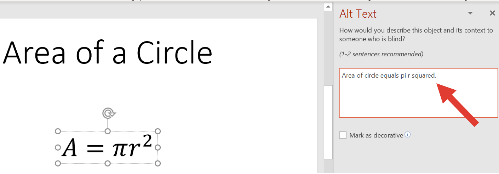 Alt Text
How would you describe this object and its context to
someone who is blind?
(1-2 sentences recommended)
Area of a Circle
Area of circle equals pi r squared.
A = πr²
Mark as decorative